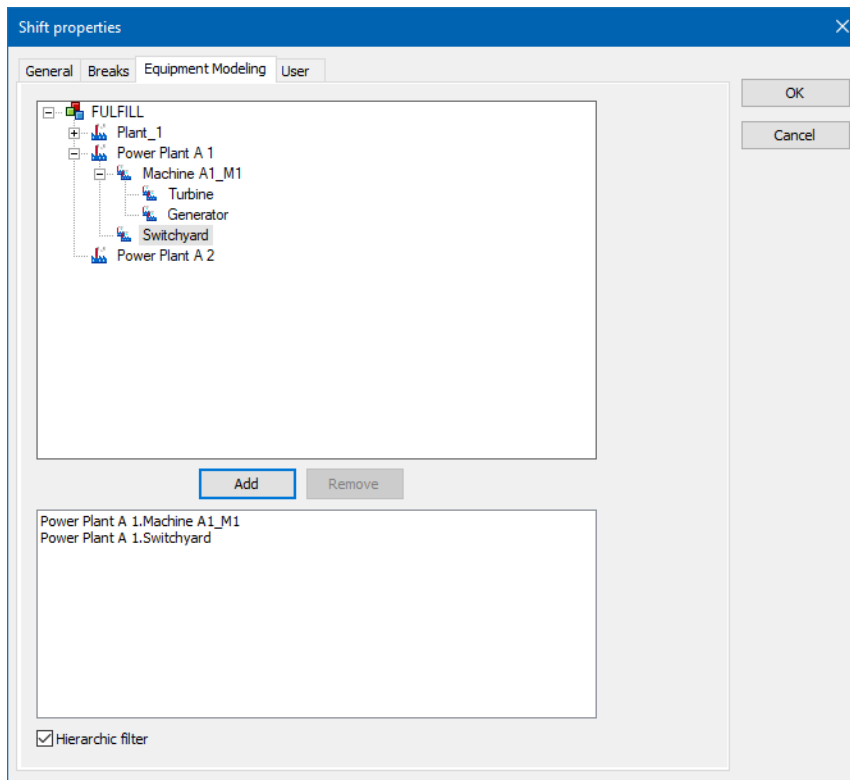 Shift properties
General Breaks Equipment Modeling User
OK
Cancel
FULFILL
Plant_1
Power Plant A 1
Machine A1_M1
Turbine
Generator
Switchyard
Power Plant A 2
Add Remove
Power Plant A 1.Machine A1_M1
Power Plant A 1.Switchyard
Hierarchic filter